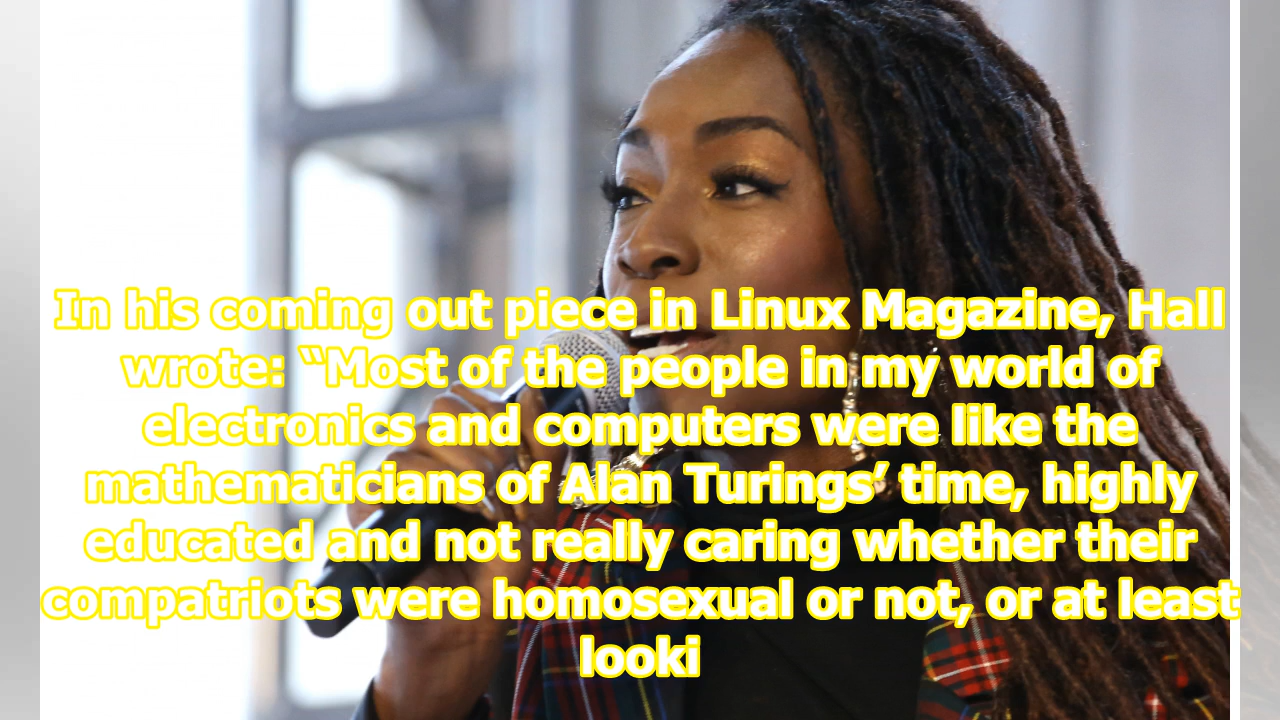 In his coming out piece in Linux Magazine, Hall
wrote: “Most of the people in my world of
electronics and computers were like the
mathematicians of Alan Turings’ time, highly
educated and not really caring whether their
compatriots were homosexual or not, or at least
looki